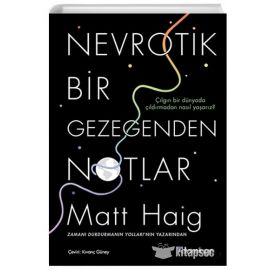 NEVROTİK
BİR
Çılgın bir dünyada
çıldırmadan nasıl yaşarız?
GEZEGENDEN
NOTLAR
Matt Haig
ZAMANI DURDURMANIN YOLLARI'NIN YAZARINDAN
Çeviri: Kıvanç Güney
kitapsec